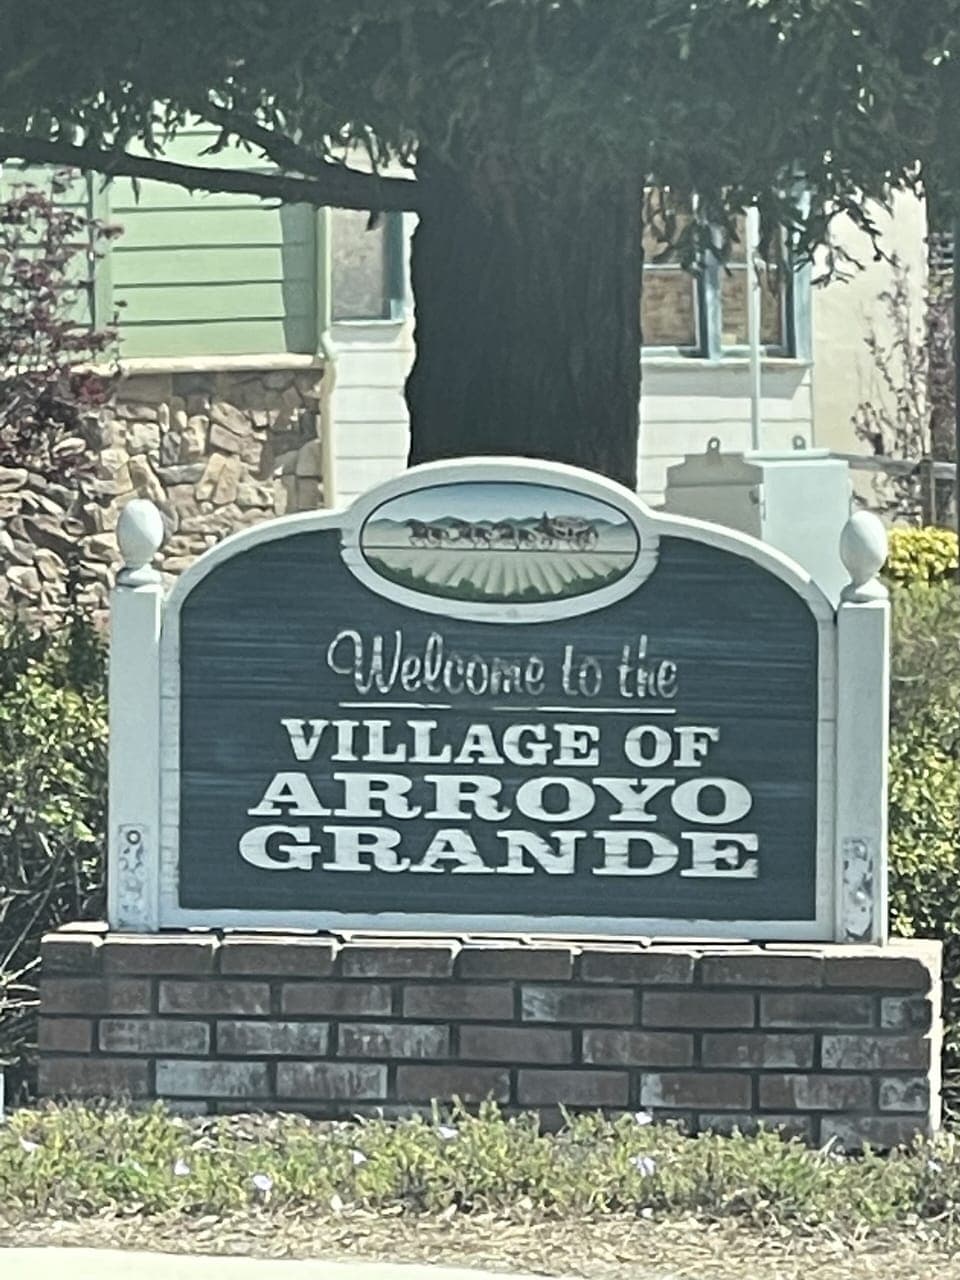 Welcome to the
VILLAGE OF
ARROYO
GRANDE